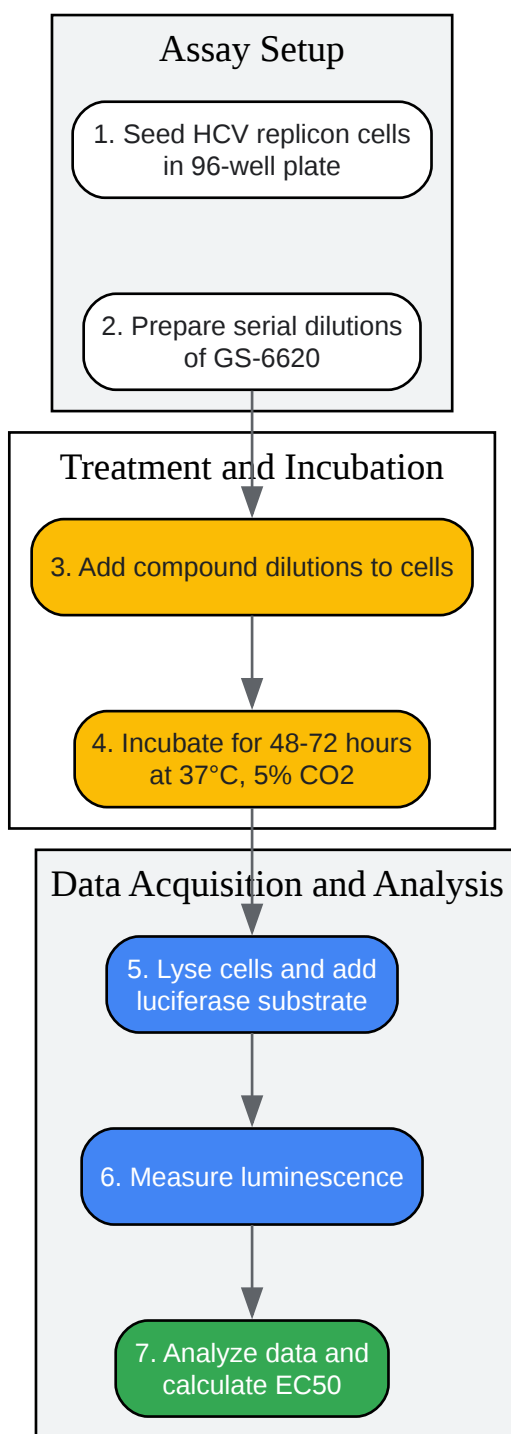 Assay Setup
1. Seed HCV replicon cells
in 96-well plate
2. Prepare serial dilutions
of GS-6620
Treatment and Incubation
3. Add compound dilutions to cells
4. Incubate for 48-72 hours
at 37°C, 5% CO2
Data Acquisition and Analysis
5. Lyse cells and add
luciferase substrate
6. Measure luminescence
7. Analyze data and
calculate EC50